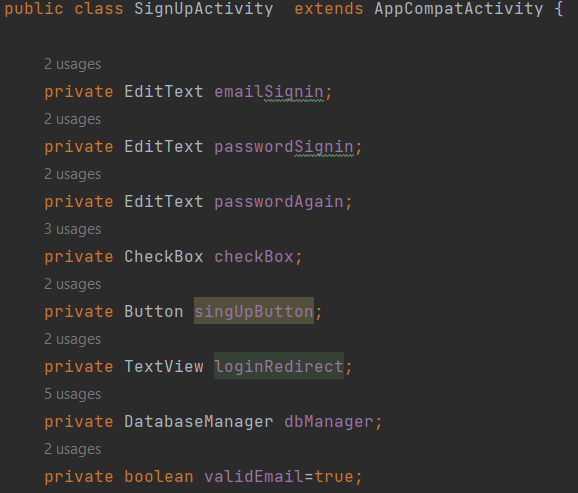 public class SignUpActivity  extends AppCompatActivity {
2 usages
private EditText emailSignin;
2 usages
private EditText passwordSignin;
2 usages
private EditText passwordAgain;
3 usages
private CheckBox checkBox;
2 usages
private Button singUpButton;
2 usages
private TextView loginRedirect;
5 usages
private DatabaseManager dbManager;
2 usages
private boolean validEmail=true;